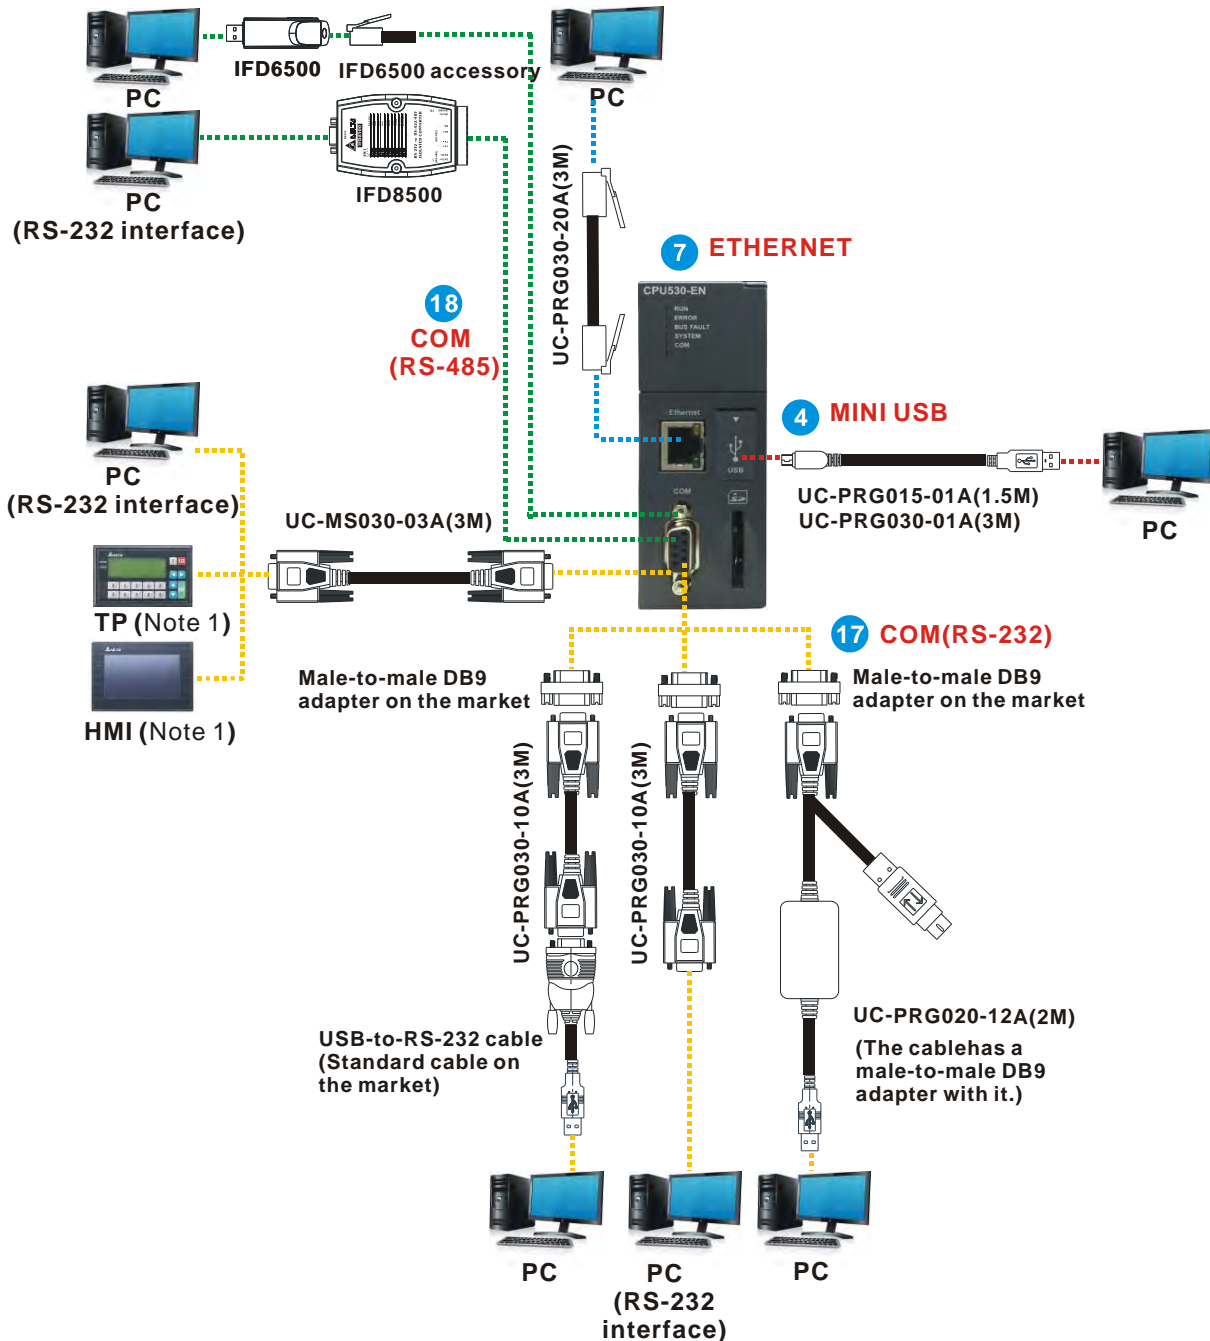 IFD6500
IFD6500 accessory
PC
PC
IFD8500
PC
(RS-232 interface)
UC-PRG030-20A(3M)
7 ETHERNET
CPU530-EN
RUN
ERROR
BUS FAULT
SYSTEM
COM
18
COM
(RS-485)
Ethernet
USB
COM
4 MINI USB
UC-PRG015-01A(1.5M)
UC-PRG030-01A(3M)
PC
PC
(RS-232 interface)
UC-MS030-03A(3M)
TP (Note 1)
HMI (Note 1)
17 COM(RS-232)
Male-to-male DB9
adapter on the market
Male-to-male DB9
adapter on the market
UC-PRG030-10A(3M)
UC-PRG030-10A(3M)
USB-to-RS-232 cable
(Standard cable on
the market)
UC-PRG020-12A(2M)
(The cablehas a
male-to-male DB9
adapter with it.)
PC
PC
(RS-232
interface)
PC